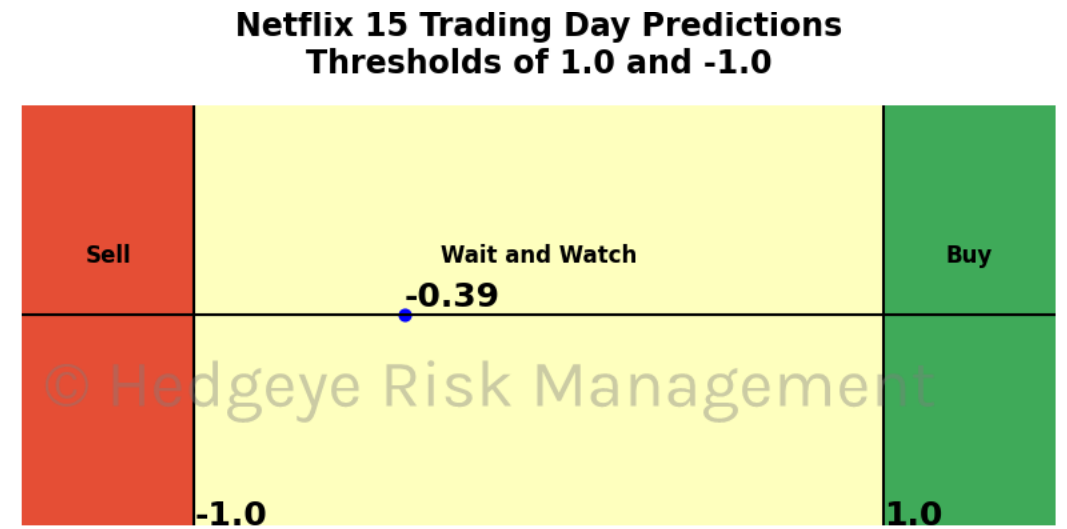 Netflix 15 Trading Day Predictions
Thresholds of 1.0 and -1.0
Sell
Wait and Watch
Buy
-0.39
© Hedgeye Risk Management
-1.0
1.0